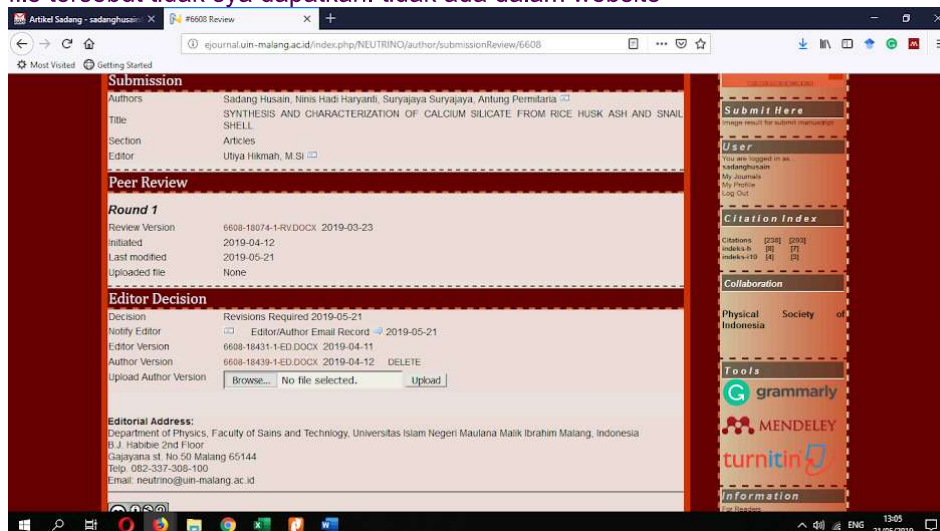 Artikel Sadang - sadanghusain
#6608 Review
ejournal.uin-malang.ac.id/index.php/NEUTRINO/author/submissionReview/6608
Most Visited Getting Started
Submission
Authors Sadang Husain, Ninis Hadi Haryanti, Suryajaya Suryajaya, Antung Permitaria
Title SYNTHESIS AND CHARACTERIZATION OF CALCIUM SILICATE FROM RICE HUSK ASH AND SNAIL SHELL
Section Articles
Editor Utiya Hikmah, M.Si
Peer Review
Round 1
Review Version 6608-18074-1-RV.DOCX 2019-03-23
Initiated 2019-04-12
Last modified 2019-05-21
Uploaded file None
Editor Decision
Decision Revisions Required 2019-05-21
Notify Editor Editor/Author Email Record 2019-05-21
Editor Version 6608-18431-1-ED.DOCX 2019-04-11
Author Version 6608-18439-1-ED.DOCX 2019-04-12 DELETE
Upload Author Version Browse... No file selected. Upload
Editorial Address:
Department of Physics, Faculty of Sains and Technlogy, Universitas Islam Negeri Maulana Malik Ibrahim Malang, Indonesia
B.J. Habibie 2nd Floor
Gajayana st. No.50 Malang 65144
Telp. 082-337-308-100
Email: neutrino@uin-malang.ac.id
Submit Here
Image result for submit manuscript
User
You are logged in as...
sadanghusain
My Journals
My Profile
Log Out
Citation Index
Citations [238] [203]
indeks-h [8] [7]
indeks-i10 [4] [3]
Collaboration
Physical Society of
Indonesia
Tools
grammarly
MENDELEY
turnitin
Information
For Readers
ENG 13:05